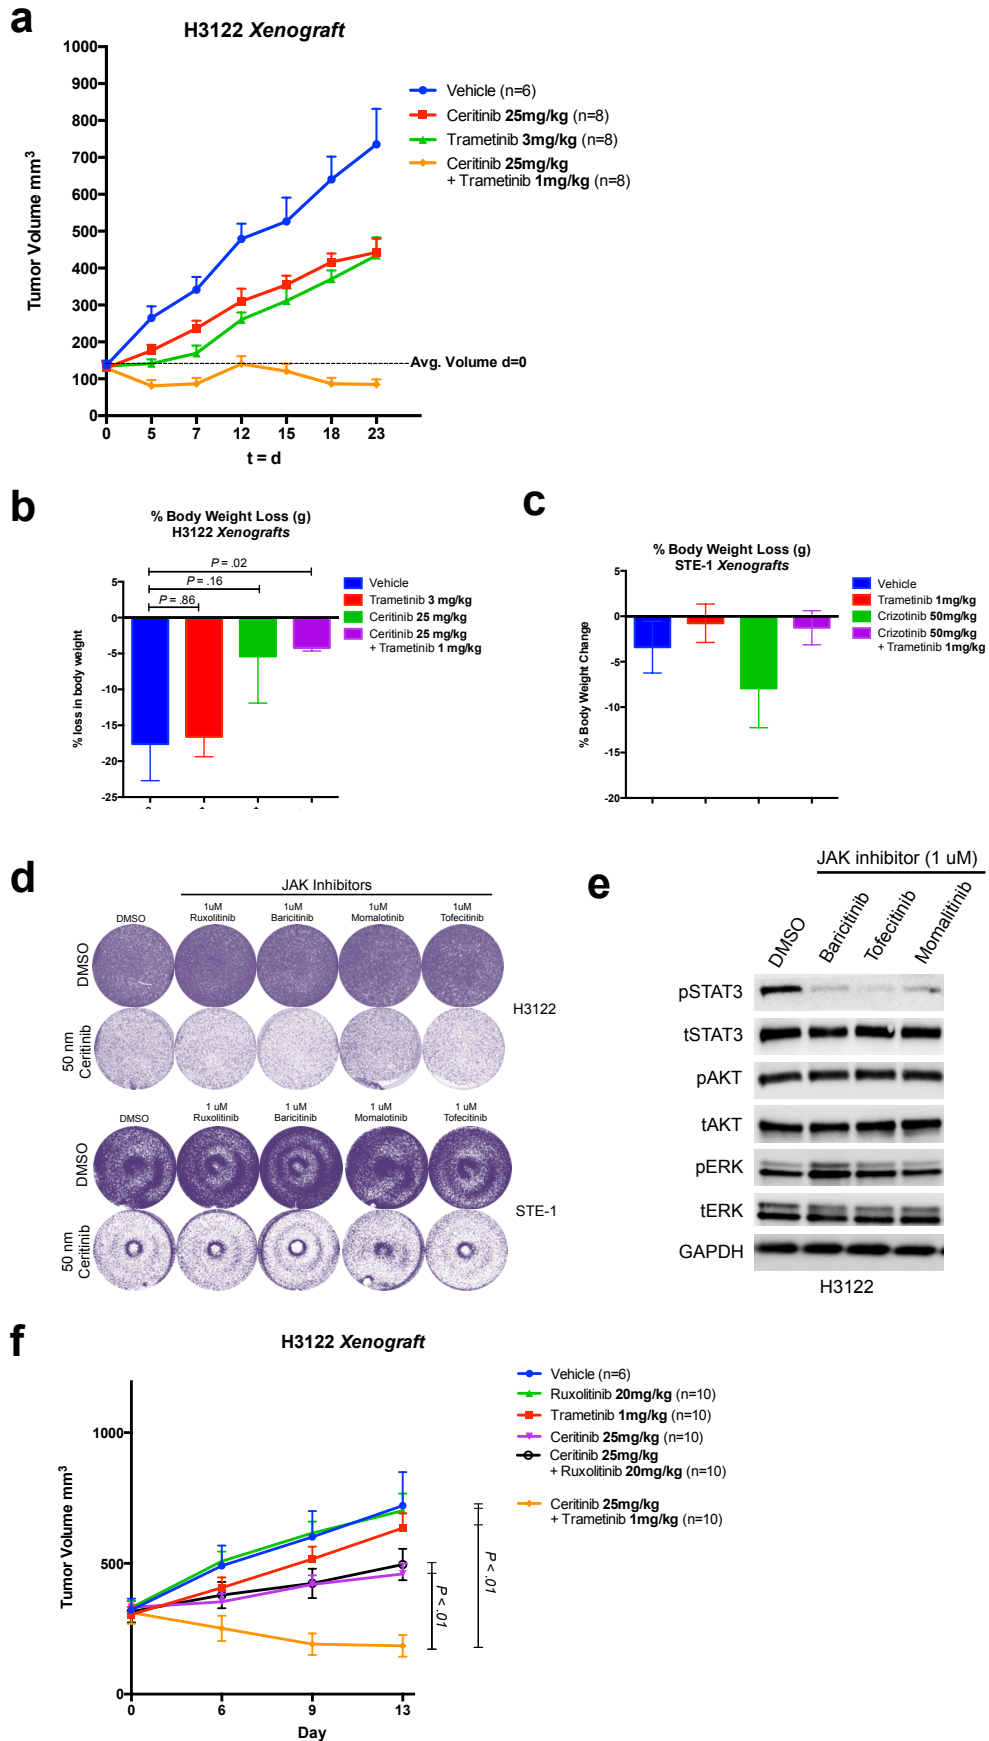 a
H3122 Xenograft
1000
900
800
700
600
500
400
300
200
100
0
Tumor Volume mm³
0 5 7 12 15 18 23
t = d
Vehicle (n=6)
Ceritinib 25mg/kg (n=8)
Trametinib 3mg/kg (n=8)
Ceritinib 25mg/kg
+ Trametinib 1mg/kg (n=8)
Avg. Volume d=0
b
% Body Weight Loss (g)
H3122 Xenografts
P = .02
P = .16
P = .86
5
0
-5
-10
-15
-20
-25
% loss in body weight
Vehicle
Trametinib 3 mg/kg
Ceritinib 25 mg/kg
Ceritinib 25 mg/kg
+ Trametinib 1 mg/kg
c
% Body Weight Loss (g)
STE-1 Xenografts
5
0
-5
-10
-15
-20
% Body Weight Change
Vehicle
Trametinib 1mg/kg
Crizotinib 50mg/kg
Crizotinib 50mg/kg
+ Trametinib 1mg/kg
d
JAK Inhibitors
DMSO
1uM
Ruxolitinib
1uM
Baricitinib
1uM
Momalotinib
1uM
Tofecitinib
DMSO
50 nm
Ceritinib
H3122
DMSO
1 uM
Ruxolitinib
1 uM
Baricitinib
1 uM
Momalotinib
1 uM
Tofecitinib
DMSO
50 nm
Ceritinib
STE-1
e
JAK inhibitor (1 uM)
DMSO
Baricitinib
Tofecitinib
Momalitinib
pSTAT3
tSTAT3
pAKT
tAKT
pERK
tERK
GAPDH
H3122
f
H3122 Xenograft
1000
500
0
Tumor Volume mm³
0 6 9 13
Day
Vehicle (n=6)
Ruxolitinib 20mg/kg (n=10)
Trametinib 1mg/kg (n=10)
Ceritinib 25mg/kg (n=10)
Ceritinib 25mg/kg
+ Ruxolitinib 20mg/kg (n=10)
Ceritinib 25mg/kg
+ Trametinib 1mg/kg (n=10)
P < .01
P < .01